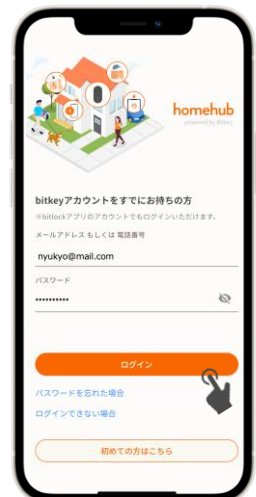 homehub
powered by Bitkey
bitkeyアカウントをすでにお持ちの方
※bitlockアプリのアカウントでもログインいただけます。
メールアドレス もしくは 電話番号
nyukyo@mail.com
パスワード
••••••••••
ログイン
パスワードを忘れた場合
ログインできない場合
初めての方はこちら